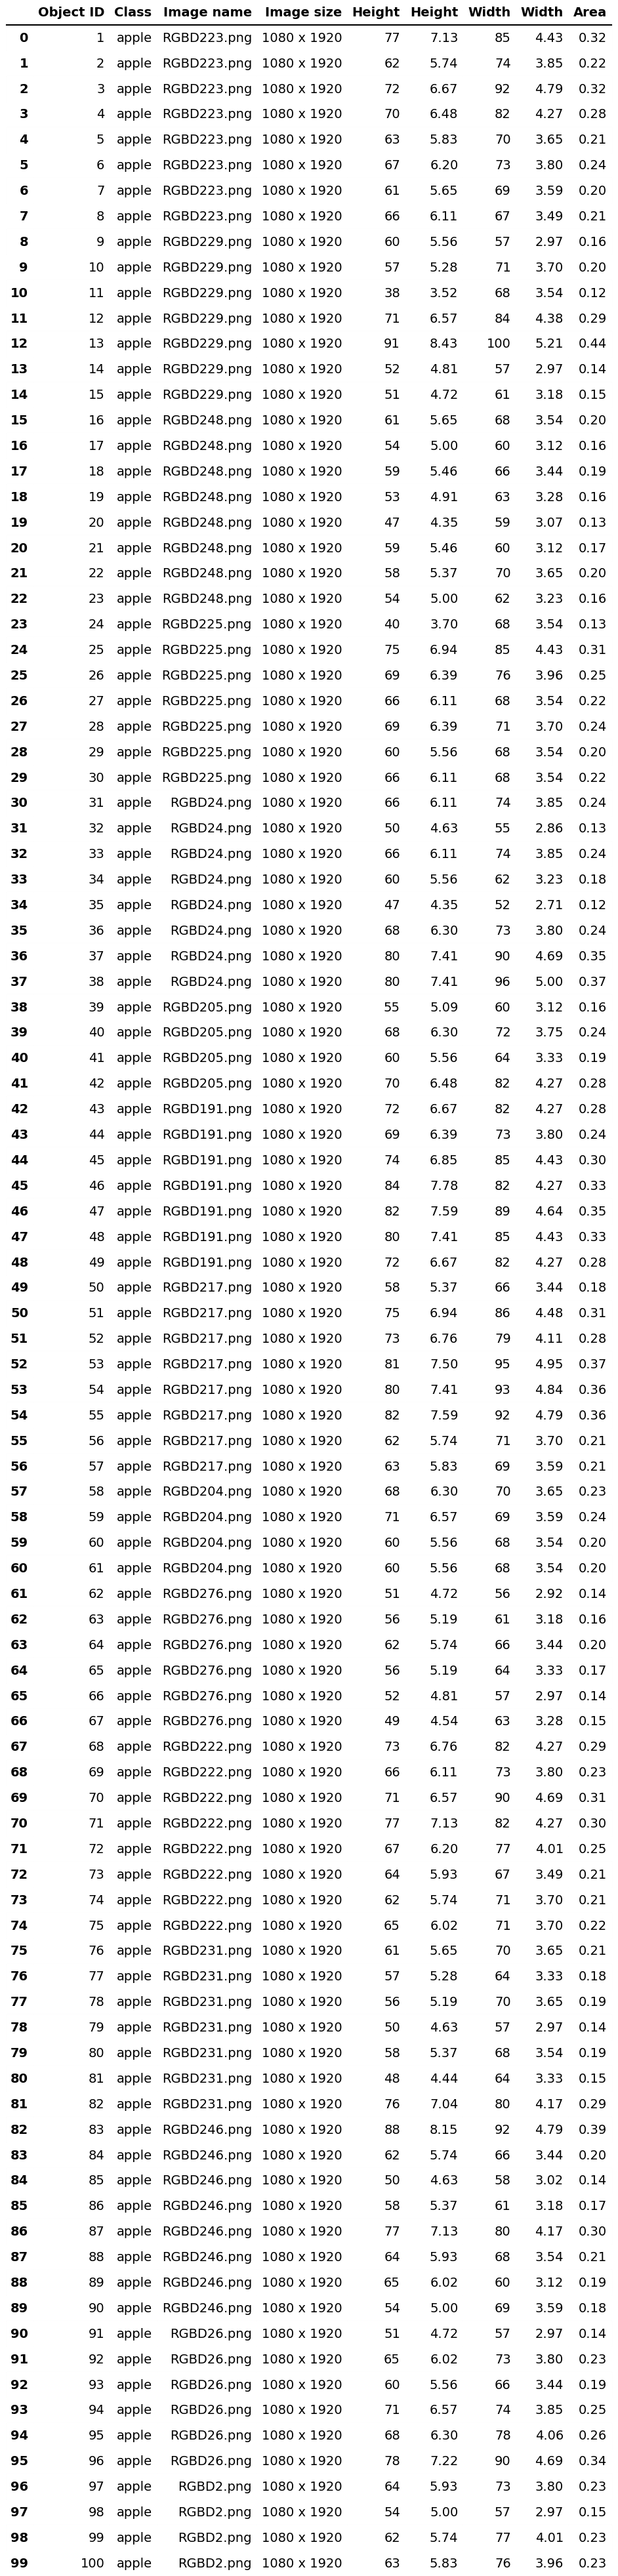 Object ID Class Image name Image size Height Height Width Width Area
0 1 apple RGBD223.png 1080 x 1920 77 7.13 85 4.43 0.32
1 2 apple RGBD223.png 1080 x 1920 62 5.74 74 3.85 0.22
2 3 apple RGBD223.png 1080 x 1920 72 6.67 92 4.79 0.32
3 4 apple RGBD223.png 1080 x 1920 70 6.48 82 4.27 0.28
4 5 apple RGBD223.png 1080 x 1920 63 5.83 70 3.65 0.21
5 6 apple RGBD223.png 1080 x 1920 67 6.20 73 3.80 0.24
6 7 apple RGBD223.png 1080 x 1920 61 5.65 69 3.59 0.20
7 8 apple RGBD223.png 1080 x 1920 66 6.11 67 3.49 0.21
8 9 apple RGBD229.png 1080 x 1920 60 5.56 57 2.97 0.16
9 10 apple RGBD229.png 1080 x 1920 57 5.28 71 3.70 0.20
10 11 apple RGBD229.png 1080 x 1920 38 3.52 68 3.54 0.12
11 12 apple RGBD229.png 1080 x 1920 71 6.57 84 4.38 0.29
12 13 apple RGBD229.png 1080 x 1920 91 8.43 100 5.21 0.44
13 14 apple RGBD229.png 1080 x 1920 52 4.81 57 2.97 0.14
14 15 apple RGBD229.png 1080 x 1920 51 4.72 61 3.18 0.15
15 16 apple RGBD248.png 1080 x 1920 61 5.65 68 3.54 0.20
16 17 apple RGBD248.png 1080 x 1920 54 5.00 60 3.12 0.16
17 18 apple RGBD248.png 1080 x 1920 59 5.46 66 3.44 0.19
18 19 apple RGBD248.png 1080 x 1920 53 4.91 63 3.28 0.16
19 20 apple RGBD248.png 1080 x 1920 47 4.35 59 3.07 0.13
20 21 apple RGBD248.png 1080 x 1920 59 5.46 60 3.12 0.17
21 22 apple RGBD248.png 1080 x 1920 58 5.37 70 3.65 0.20
22 23 apple RGBD248.png 1080 x 1920 54 5.00 62 3.23 0.16
23 24 apple RGBD225.png 1080 x 1920 40 3.70 68 3.54 0.13
24 25 apple RGBD225.png 1080 x 1920 75 6.94 85 4.43 0.31
25 26 apple RGBD225.png 1080 x 1920 69 6.39 76 3.96 0.25
26 27 apple RGBD225.png 1080 x 1920 66 6.11 68 3.54 0.22
27 28 apple RGBD225.png 1080 x 1920 69 6.39 71 3.70 0.24
28 29 apple RGBD225.png 1080 x 1920 60 5.56 68 3.54 0.20
29 30 apple RGBD225.png 1080 x 1920 66 6.11 68 3.54 0.22
30 31 apple RGBD24.png 1080 x 1920 66 6.11 74 3.85 0.24
31 32 apple RGBD24.png 1080 x 1920 50 4.63 55 2.86 0.13
32 33 apple RGBD24.png 1080 x 1920 66 6.11 74 3.85 0.24
33 34 apple RGBD24.png 1080 x 1920 60 5.56 62 3.23 0.18
34 35 apple RGBD24.png 1080 x 1920 47 4.35 52 2.71 0.12
35 36 apple RGBD24.png 1080 x 1920 68 6.30 73 3.80 0.24
36 37 apple RGBD24.png 1080 x 1920 80 7.41 90 4.69 0.35
37 38 apple RGBD24.png 1080 x 1920 80 7.41 96 5.00 0.37
38 39 apple RGBD205.png 1080 x 1920 55 5.09 60 3.12 0.16
39 40 apple RGBD205.png 1080 x 1920 68 6.30 72 3.75 0.24
40 41 apple RGBD205.png 1080 x 1920 60 5.56 64 3.33 0.19
41 42 apple RGBD205.png 1080 x 1920 70 6.48 82 4.27 0.28
42 43 apple RGBD191.png 1080 x 1920 72 6.67 82 4.27 0.28
43 44 apple RGBD191.png 1080 x 1920 69 6.39 73 3.80 0.24
44 45 apple RGBD191.png 1080 x 1920 74 6.85 85 4.43 0.30
45 46 apple RGBD191.png 1080 x 1920 84 7.78 82 4.27 0.33
46 47 apple RGBD191.png 1080 x 1920 82 7.59 89 4.64 0.35
47 48 apple RGBD191.png 1080 x 1920 80 7.41 85 4.43 0.33
48 49 apple RGBD191.png 1080 x 1920 72 6.67 82 4.27 0.28
49 50 apple RGBD217.png 1080 x 1920 58 5.37 66 3.44 0.18
50 51 apple RGBD217.png 1080 x 1920 75 6.94 86 4.48 0.31
51 52 apple RGBD217.png 1080 x 1920 73 6.76 79 4.11 0.28
52 53 apple RGBD217.png 1080 x 1920 81 7.50 95 4.95 0.37
53 54 apple RGBD217.png 1080 x 1920 80 7.41 93 4.84 0.36
54 55 apple RGBD217.png 1080 x 1920 82 7.59 92 4.79 0.36
55 56 apple RGBD217.png 1080 x 1920 62 5.74 71 3.70 0.21
56 57 apple RGBD217.png 1080 x 1920 63 5.83 69 3.59 0.21
57 58 apple RGBD204.png 1080 x 1920 68 6.30 70 3.65 0.23
58 59 apple RGBD204.png 1080 x 1920 71 6.57 69 3.59 0.24
59 60 apple RGBD204.png 1080 x 1920 60 5.56 68 3.54 0.20
60 61 apple RGBD204.png 1080 x 1920 60 5.56 68 3.54 0.20
61 62 apple RGBD276.png 1080 x 1920 51 4.72 56 2.92 0.14
62 63 apple RGBD276.png 1080 x 1920 56 5.19 61 3.18 0.16
63 64 apple RGBD276.png 1080 x 1920 62 5.74 66 3.44 0.20
64 65 apple RGBD276.png 1080 x 1920 56 5.19 64 3.33 0.17
65 66 apple RGBD276.png 1080 x 1920 52 4.81 57 2.97 0.14
66 67 apple RGBD276.png 1080 x 1920 49 4.54 63 3.28 0.15
67 68 apple RGBD222.png 1080 x 1920 73 6.76 82 4.27 0.29
68 69 apple RGBD222.png 1080 x 1920 66 6.11 73 3.80 0.23
69 70 apple RGBD222.png 1080 x 1920 71 6.57 90 4.69 0.31
70 71 apple RGBD222.png 1080 x 1920 77 7.13 82 4.27 0.30
71 72 apple RGBD222.png 1080 x 1920 67 6.20 77 4.01 0.25
72 73 apple RGBD222.png 1080 x 1920 64 5.93 67 3.49 0.21
73 74 apple RGBD222.png 1080 x 1920 62 5.74 71 3.70 0.21
74 75 apple RGBD222.png 1080 x 1920 65 6.02 71 3.70 0.22
75 76 apple RGBD231.png 1080 x 1920 61 5.65 70 3.65 0.21
76 77 apple RGBD231.png 1080 x 1920 57 5.28 64 3.33 0.18
77 78 apple RGBD231.png 1080 x 1920 56 5.19 70 3.65 0.19
78 79 apple RGBD231.png 1080 x 1920 50 4.63 57 2.97 0.14
79 80 apple RGBD231.png 1080 x 1920 58 5.37 68 3.54 0.19
80 81 apple RGBD231.png 1080 x 1920 48 4.44 64 3.33 0.15
81 82 apple RGBD231.png 1080 x 1920 76 7.04 80 4.17 0.29
82 83 apple RGBD246.png 1080 x 1920 88 8.15 92 4.79 0.39
83 84 apple RGBD246.png 1080 x 1920 62 5.74 66 3.44 0.20
84 85 apple RGBD246.png 1080 x 1920 50 4.63 58 3.02 0.14
85 86 apple RGBD246.png 1080 x 1920 58 5.37 61 3.18 0.17
86 87 apple RGBD246.png 1080 x 1920 77 7.13 80 4.17 0.30
87 88 apple RGBD246.png 1080 x 1920 64 5.93 68 3.54 0.21
88 89 apple RGBD246.png 1080 x 1920 65 6.02 60 3.12 0.19
89 90 apple RGBD246.png 1080 x 1920 54 5.00 69 3.59 0.18
90 91 apple RGBD26.png 1080 x 1920 51 4.72 57 2.97 0.14
91 92 apple RGBD26.png 1080 x 1920 65 6.02 73 3.80 0.23
92 93 apple RGBD26.png 1080 x 1920 60 5.56 66 3.44 0.19
93 94 apple RGBD26.png 1080 x 1920 71 6.57 74 3.85 0.25
94 95 apple RGBD26.png 1080 x 1920 68 6.30 78 4.06 0.26
95 96 apple RGBD26.png 1080 x 1920 78 7.22 90 4.69 0.34
96 97 apple RGBD2.png 1080 x 1920 64 5.93 73 3.80 0.23
97 98 apple RGBD2.png 1080 x 1920 54 5.00 57 2.97 0.15
98 99 apple RGBD2.png 1080 x 1920 62 5.74 77 4.01 0.23
99 100 apple RGBD2.png 1080 x 1920 63 5.83 76 3.96 0.23